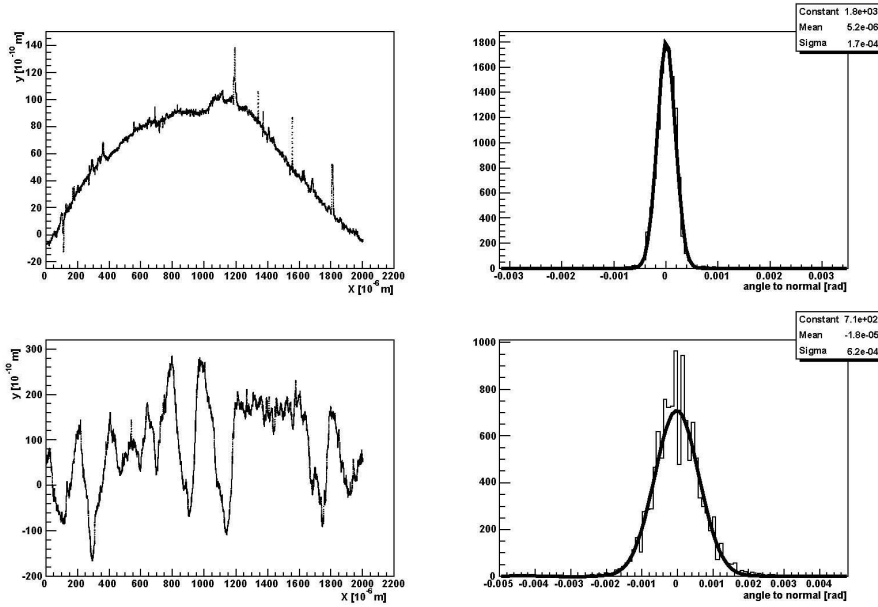 y [10⁻¹⁰ m]
140
120
100
80
60
40
20
0
-20
0 200 400 600 800 1000 1200 1400 1600 1800 2000 2200
X [10⁻⁶ m]
Constant 1.8e+03
Mean 5.2e-06
Sigma 1.7e-04
1800
1600
1400
1200
1000
800
600
400
200
0
-0.003 -0.002 -0.001 0 0.001 0.002 0.003
angle to normal [rad]
y [10⁻¹⁰ m]
300
200
100
0
-100
-200
0 200 400 600 800 1000 1200 1400 1600 1800 2000 2200
X [10⁻⁶ m]
Constant 7.1e+02
Mean -1.8e-05
Sigma 6.2e-04
1000
800
600
400
200
0
-0.005 -0.004 -0.003 -0.002 -0.001 0 0.001 0.002 0.003 0.004
angle to normal [rad]